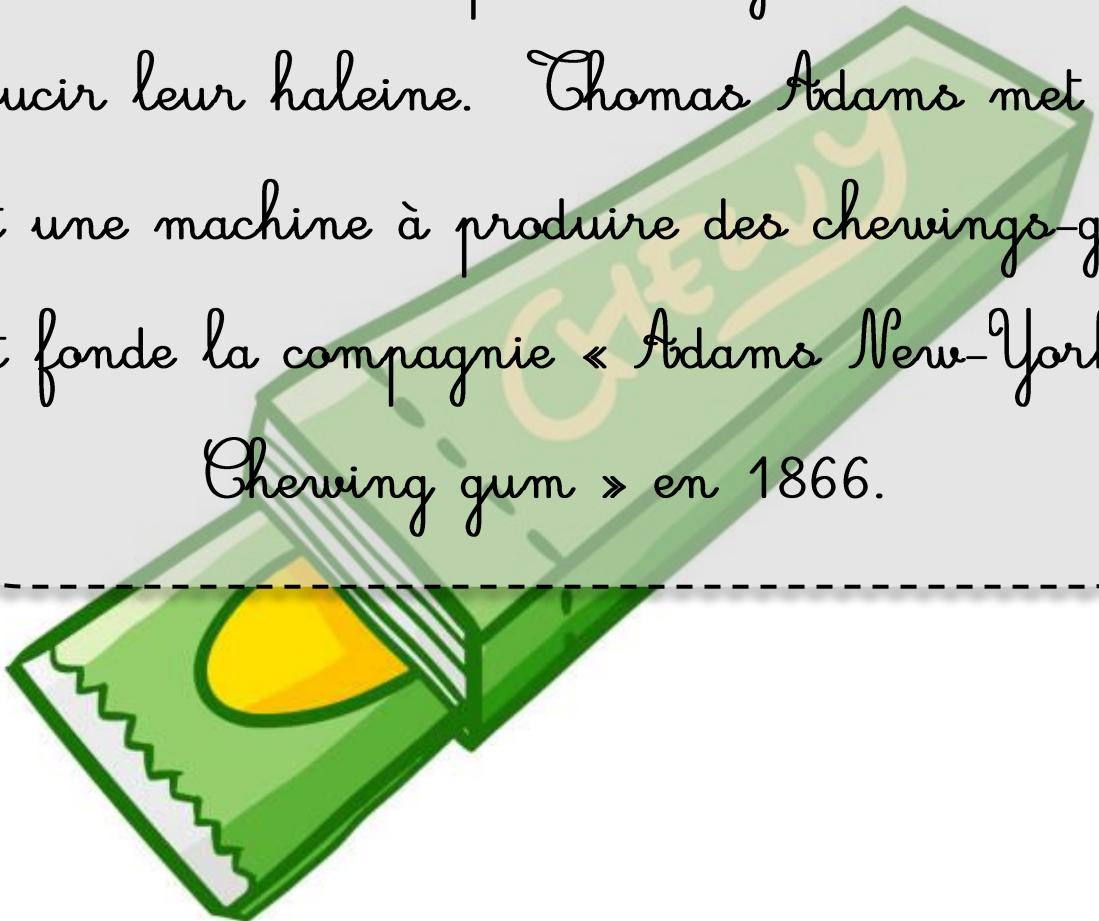 ucir leur haleine. Thomas Adams met
une machine à produire des chewings-g
fonde la compagnie « Adams New-York
Chewing gum » en 1866.
CHEWY